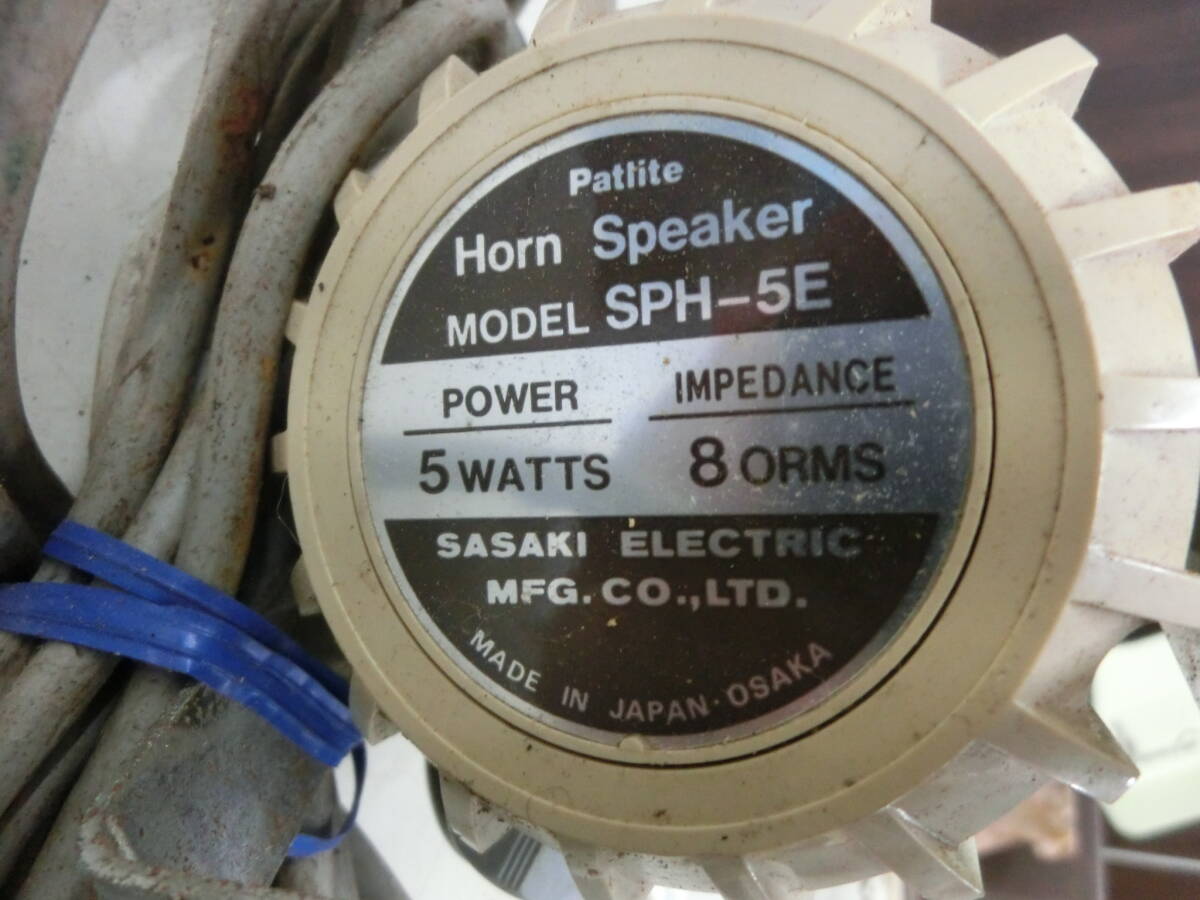 Patlite
Horn Speaker
MODEL SPH-5E
POWER IMPEDANCE
5 WATTS 8 ORMS
SASAKI ELECTRIC
MFG. CO., LTD.
MADE IN JAPAN·OSAKA